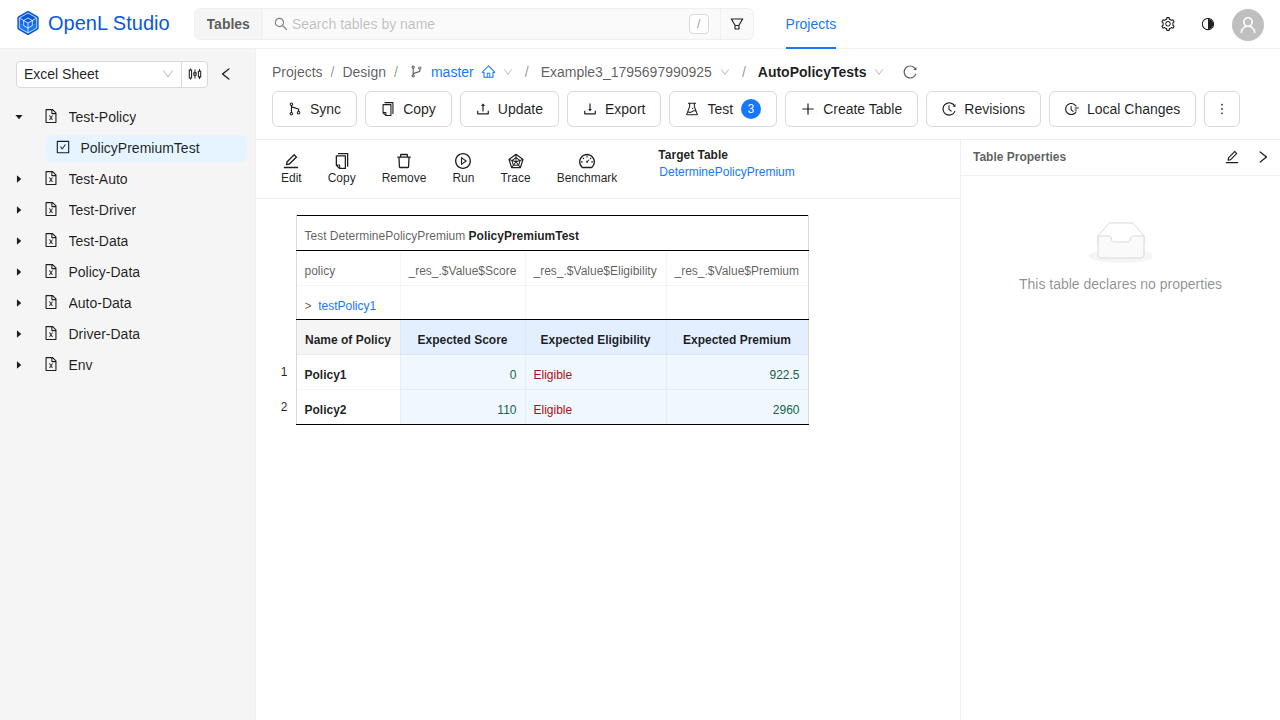 OpenL Studio
Tables
Search tables by name
/
Projects
Excel Sheet
Test-Policy
PolicyPremiumTest
Test-Auto
Test-Driver
Test-Data
Policy-Data
Auto-Data
Driver-Data
Env
Projects / Design / master / Example3_1795697990925 / AutoPolicyTests
Sync
Copy
Update
Export
Test 3
Create Table
Revisions
Local Changes
Edit
Copy
Remove
Run
Trace
Benchmark
Target Table
DeterminePolicyPremium
Table Properties
This table declares no properties
Test DeterminePolicyPremium PolicyPremiumTest
policy _res_.$Value$Score _res_.$Value$Eligibility _res_.$Value$Premium
> testPolicy1
Name of Policy Expected Score Expected Eligibility Expected Premium
1 Policy1 0 Eligible 922.5
2 Policy2 110 Eligible 2960